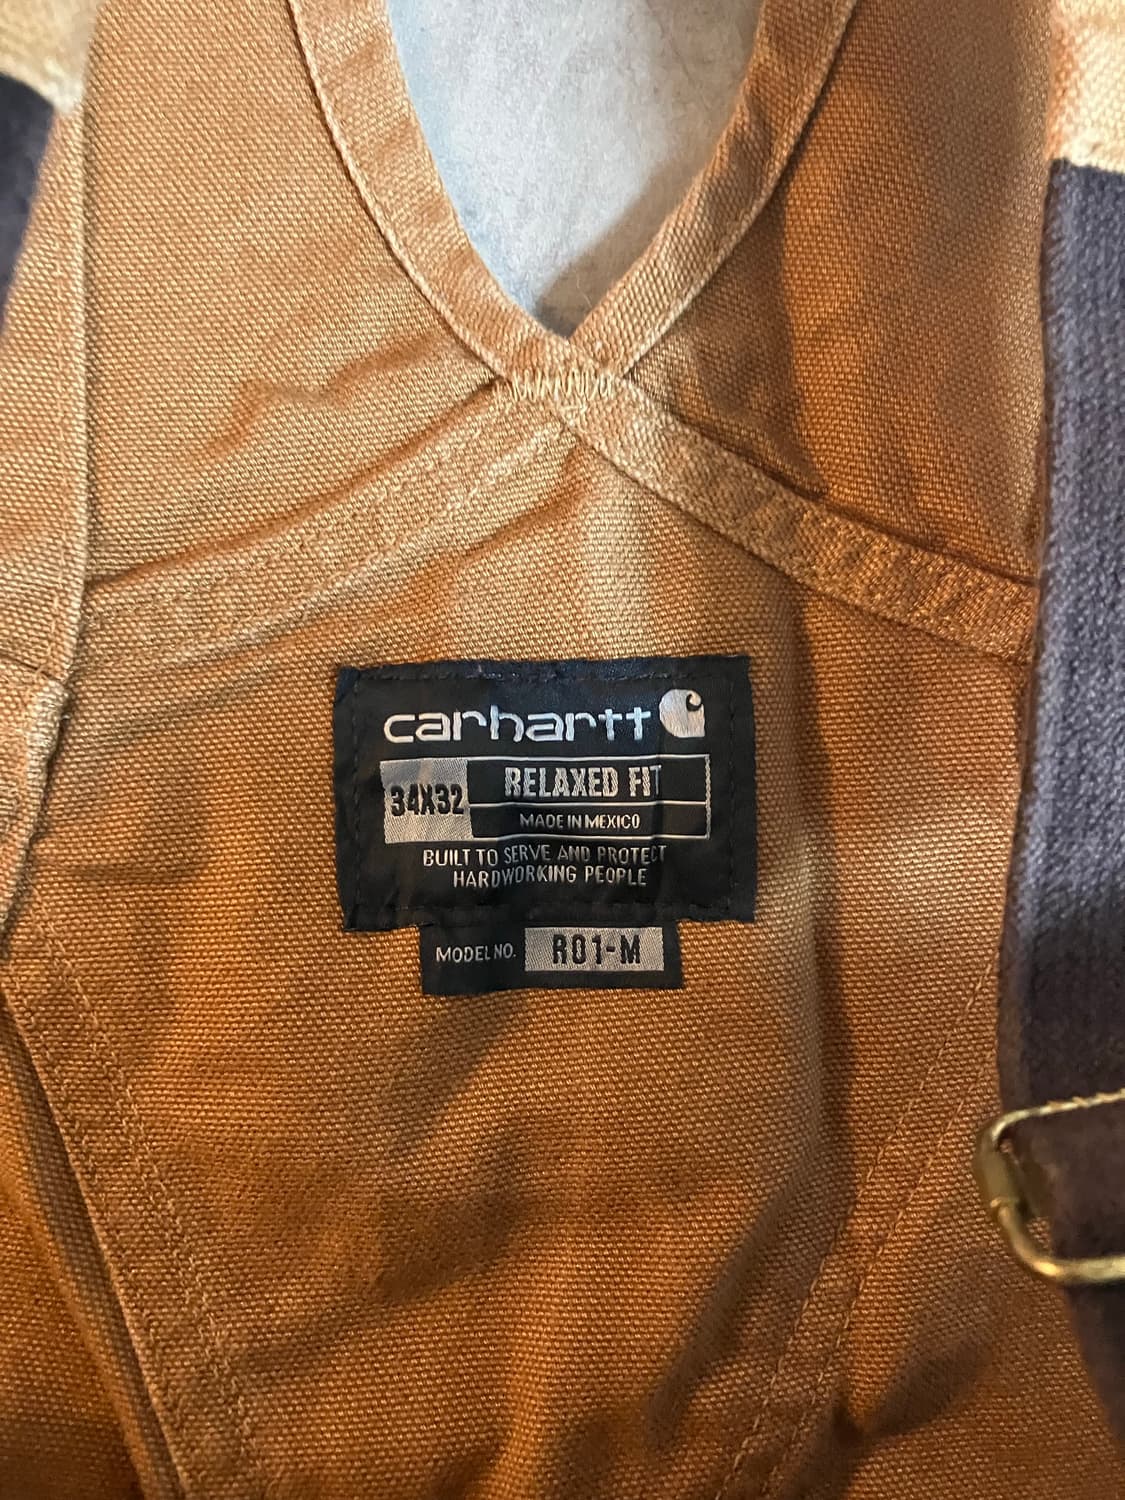 carhartt
34X32
RELAXED FIT
MADE IN MEXICO
BUILT TO SERVE AND PROTECT
HARDWORKING PEOPLE
MODEL NO. R01-M